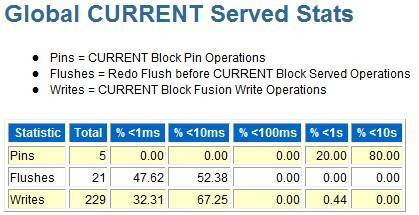 Global CURRENT Served Stats
• Pins = CURRENT Block Pin Operations
• Flushes = Redo Flush before CURRENT Block Served Operations
• Writes = CURRENT Block Fusion Write Operations
Statistic Total % <1ms % <10ms % <100ms % <1s % <10s
Pins 5 0.00 0.00 0.00 20.00 80.00
Flushes 21 47.62 52.38 0.00 0.00 0.00
Writes 229 32.31 67.25 0.00 0.44 0.00